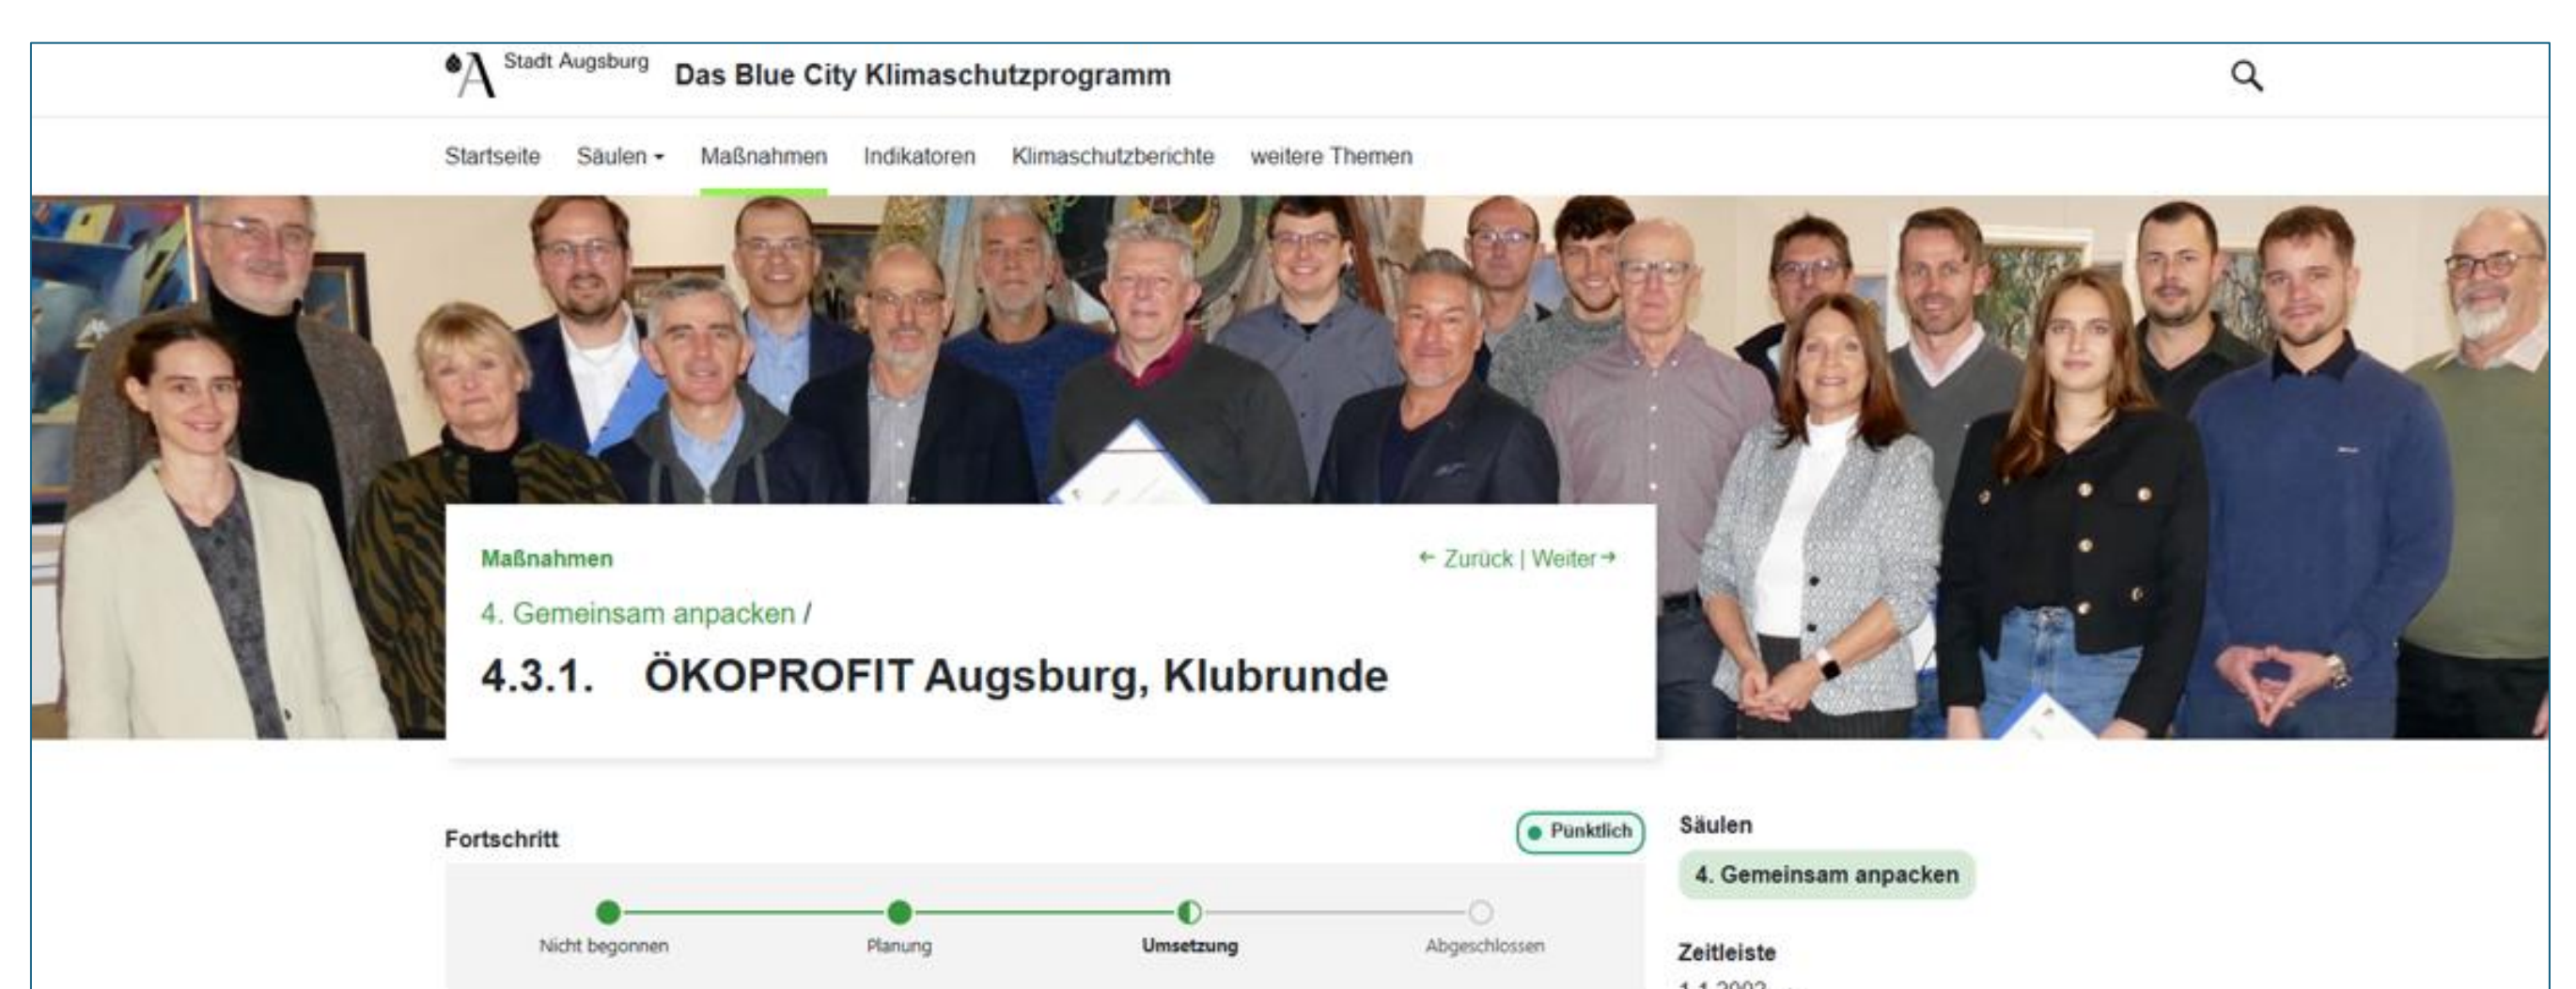 Stadt Augsburg
Das Blue City Klimaschutzprogramm
Startseite Säulen Maßnahmen Indikatoren Klimaschutzberichte weitere Themen
Maßnahmen
← Zurück | Weiter →
4. Gemeinsam anpacken /
4.3.1. ÖKOPROFIT Augsburg, Klubrunde
Fortschritt
Pünktlich
Nicht begonnen Planung Umsetzung Abgeschlossen
Säulen
4. Gemeinsam anpacken
Zeitleiste